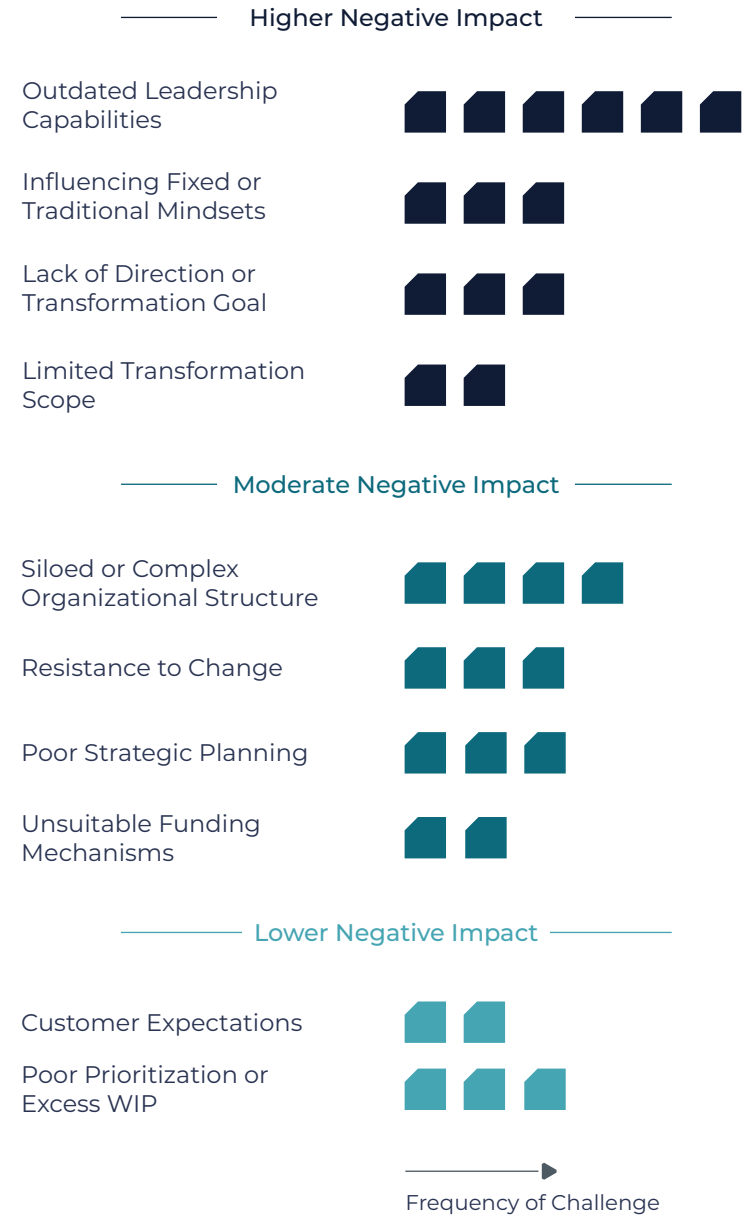 Higher Negative Impact
Outdated Leadership
Capabilities
Influencing Fixed or
Traditional Mindsets
Lack of Direction or
Transformation Goal
Limited Transformation
Scope
Moderate Negative Impact
Siloed or Complex
Organizational Structure
Resistance to Change
Poor Strategic Planning
Unsuitable Funding
Mechanisms
Lower Negative Impact
Customer Expectations
Poor Prioritization or
Excess WIP
Frequency of Challenge